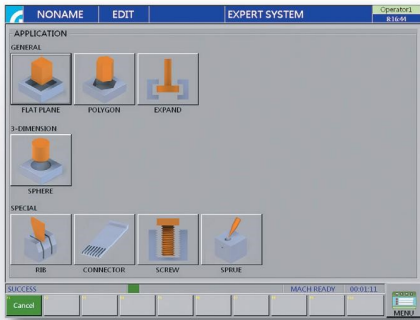 NONAME EDIT EXPERT SYSTEM Operator1
8:16:44
APPLICATION
GENERAL
FLAT PLANE POLYGON EXPAND
3-DIMENSION
SPHERE
SPECIAL
RIB CONNECTOR SCREW SPRUE
SUCCESS MACH READY 00:01:11
Cancel
MENU